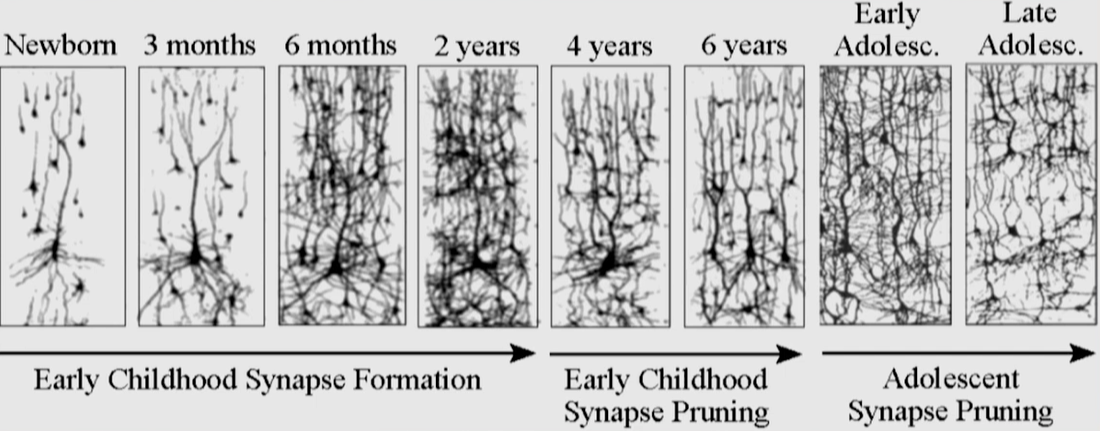 Newborn
3 months
6 months
2 years
4 years
6 years
Early
Adolesc.
Late
Adolesc.
Early Childhood Synapse Formation
Early Childhood
Synapse Pruning
Adolescent
Synapse Pruning